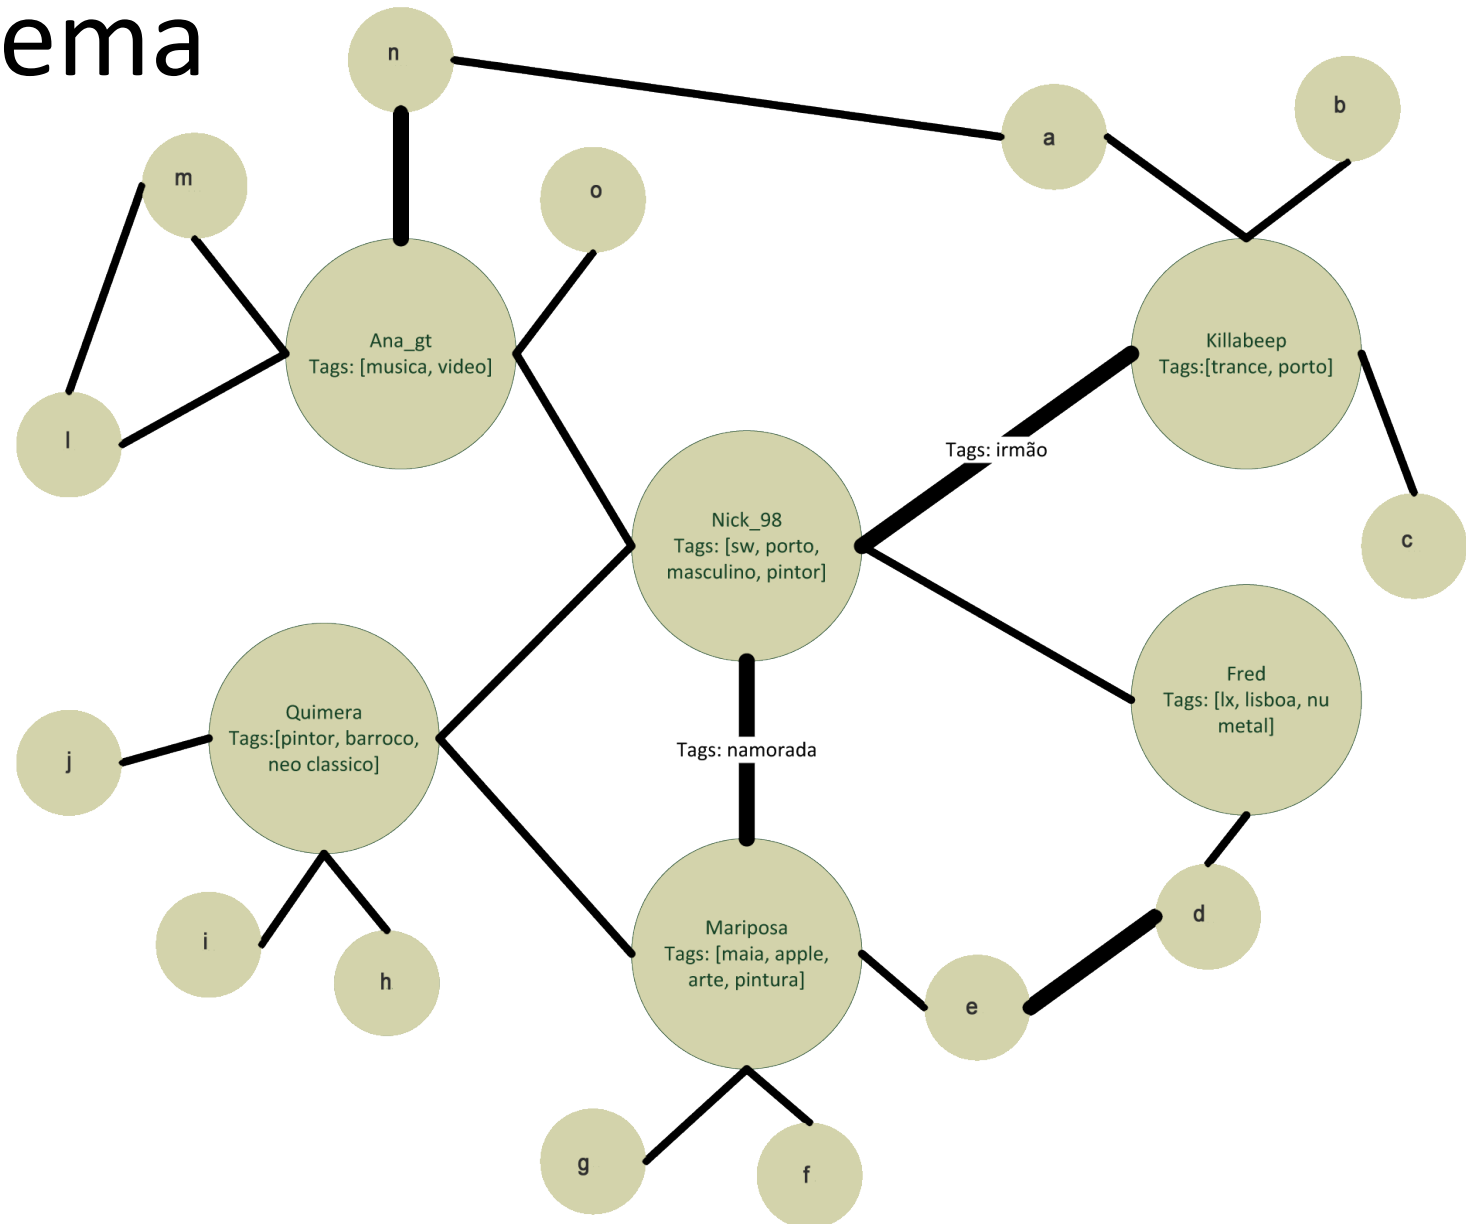 ema
n
a
b
m
o
Ana_gt
Tags: [musica, video]
Killabeep
Tags:[trance, porto]
l
Tags: irmão
Nick_98
Tags: [sw, porto,
masculino, pintor]
c
Fred
Tags: [lx, lisboa, nu
metal]
Quimera
Tags:[pintor, barroco,
neo classico]
j
Tags: namorada
Mariposa
Tags: [maia, apple,
arte, pintura]
d
i
h
e
g
f